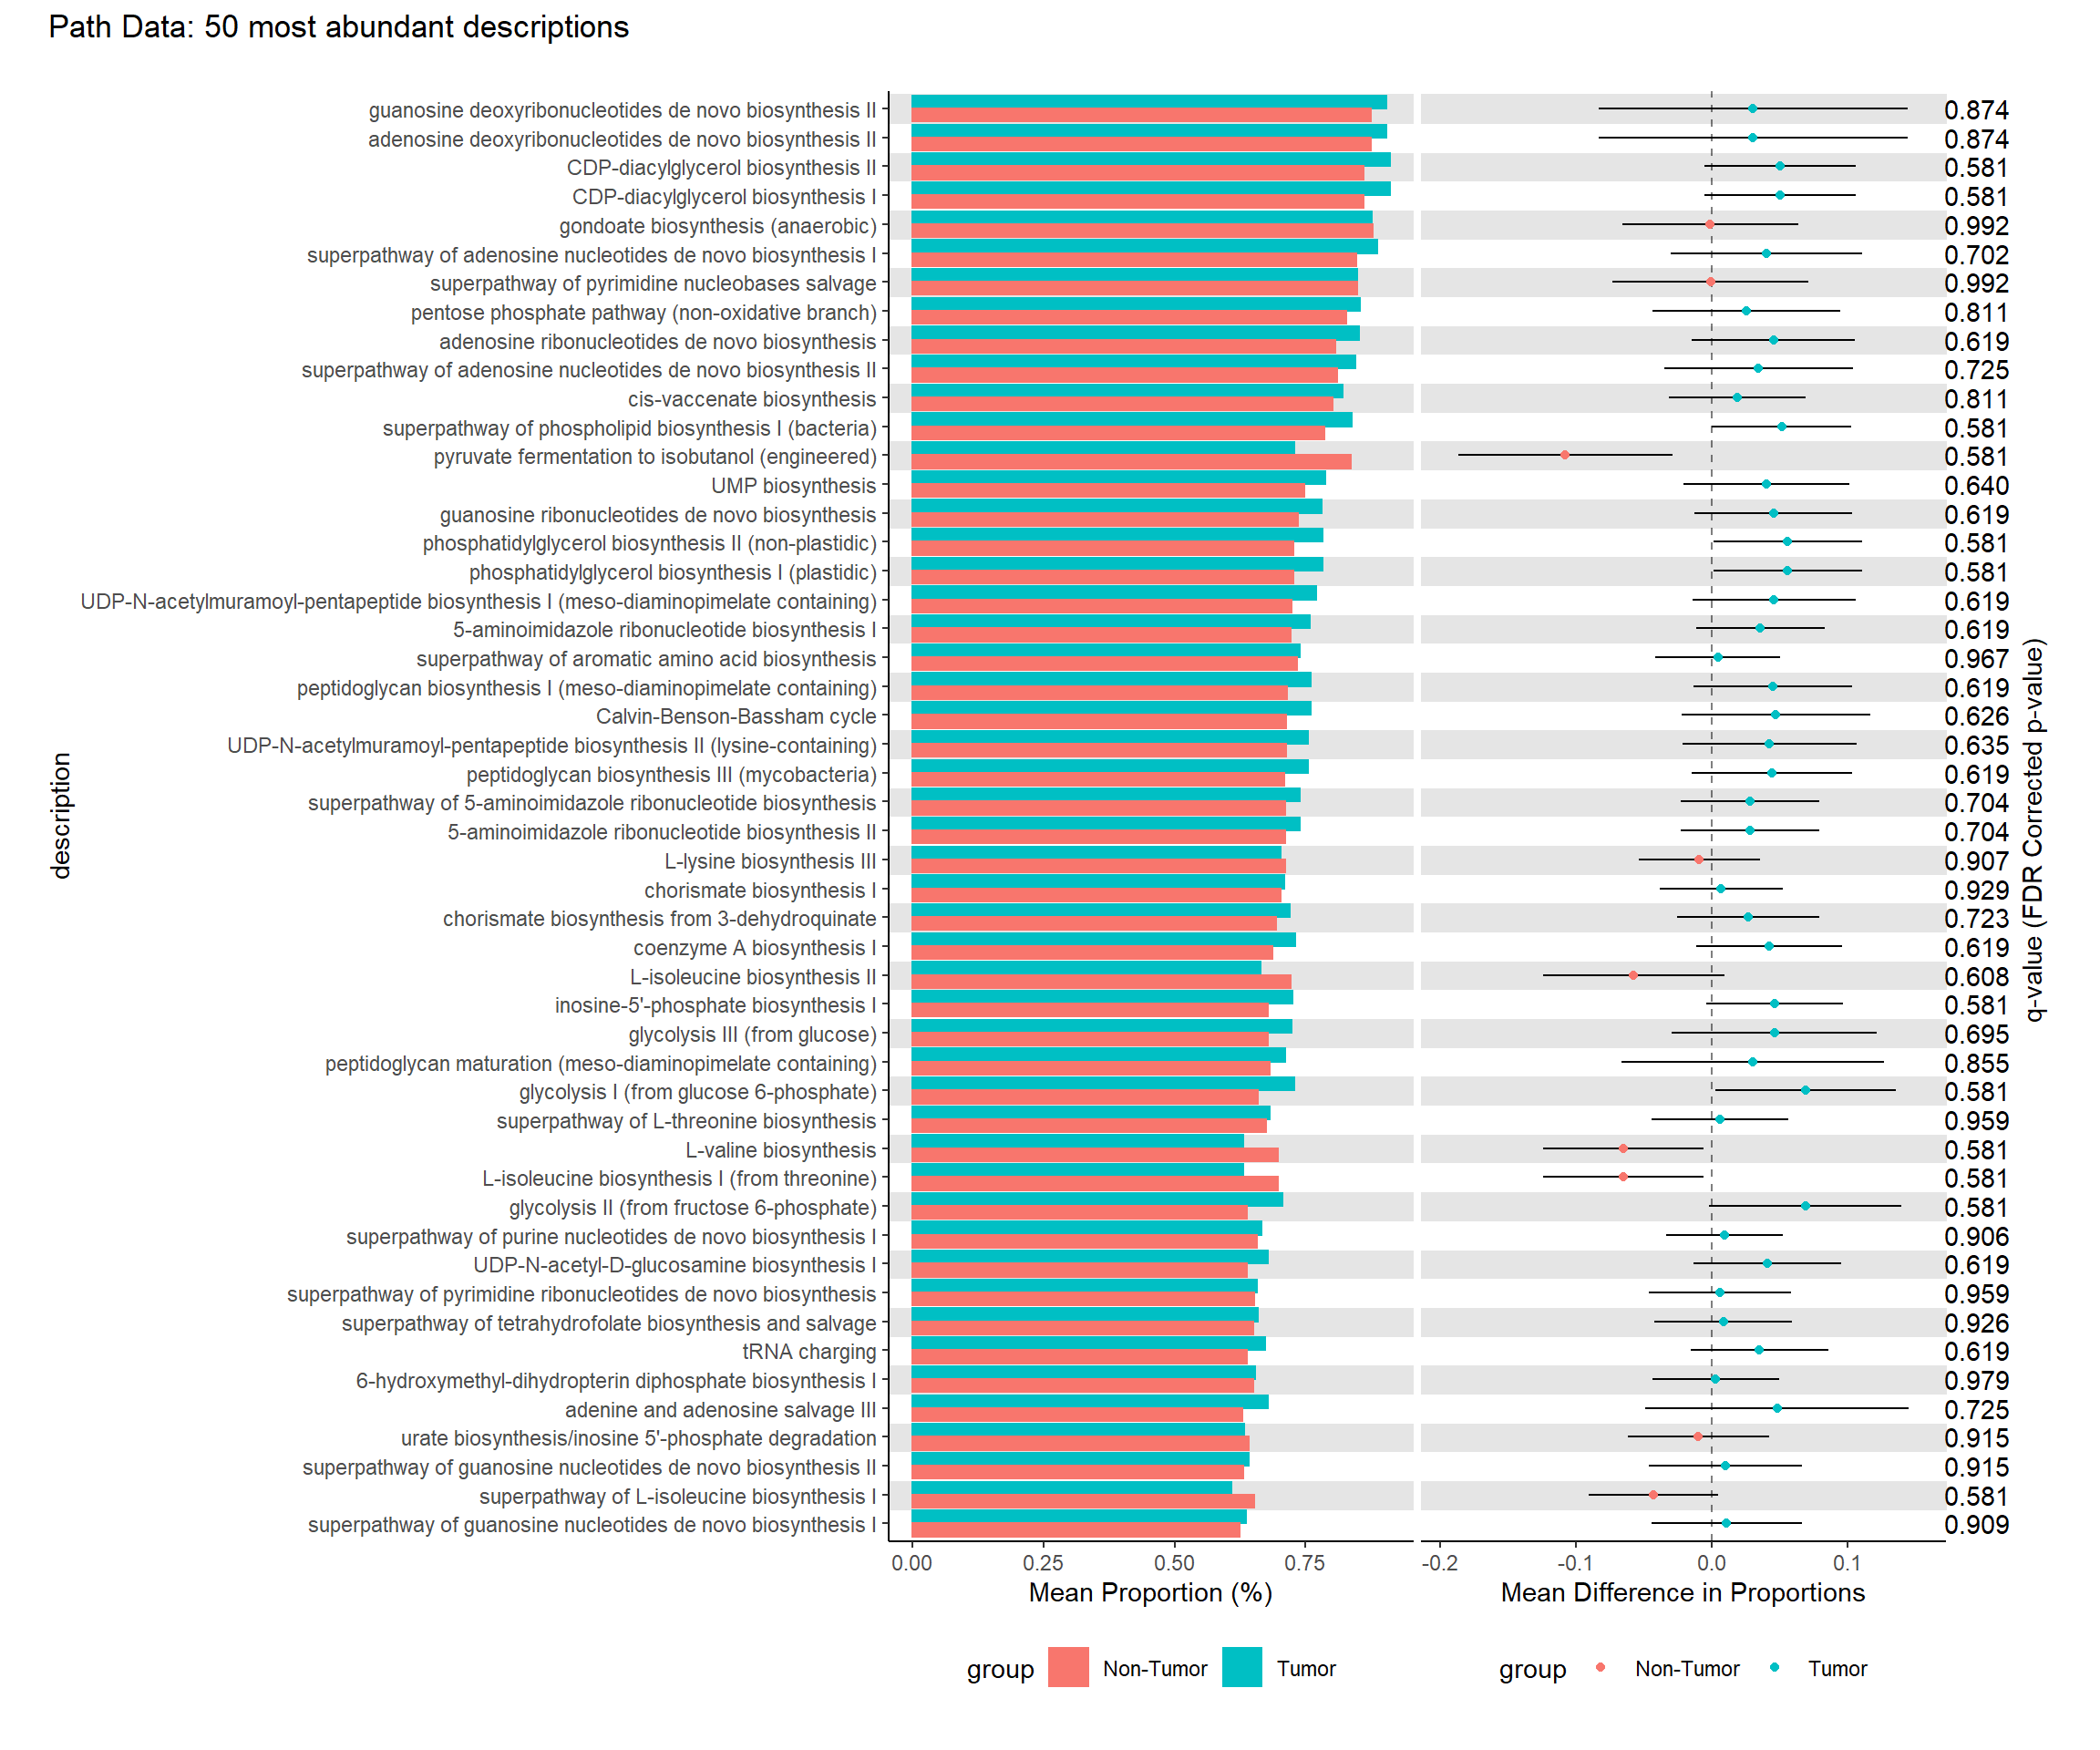 Path Data: 50 most abundant descriptions
guanosine deoxyribonucleotides de novo biosynthesis II 0.874
adenosine deoxyribonucleotides de novo biosynthesis II 0.874
CDP-diacylglycerol biosynthesis II 0.581
CDP-diacylglycerol biosynthesis I 0.581
gondoate biosynthesis (anaerobic) 0.992
superpathway of adenosine nucleotides de novo biosynthesis I 0.702
superpathway of pyrimidine nucleobases salvage 0.992
pentose phosphate pathway (non-oxidative branch) 0.811
adenosine ribonucleotides de novo biosynthesis 0.619
superpathway of adenosine nucleotides de novo biosynthesis II 0.725
cis-vaccenate biosynthesis 0.811
superpathway of phospholipid biosynthesis I (bacteria) 0.581
pyruvate fermentation to isobutanol (engineered) 0.581
UMP biosynthesis 0.640
guanosine ribonucleotides de novo biosynthesis 0.619
phosphatidylglycerol biosynthesis II (non-plastidic) 0.581
phosphatidylglycerol biosynthesis I (plastidic) 0.581
UDP-N-acetylmuramoyl-pentapeptide biosynthesis I (meso-diaminopimelate containing) 0.619
5-aminoimidazole ribonucleotide biosynthesis I 0.619
superpathway of aromatic amino acid biosynthesis 0.967
peptidoglycan biosynthesis I (meso-diaminopimelate containing) 0.619
Calvin-Benson-Bassham cycle 0.626
UDP-N-acetylmuramoyl-pentapeptide biosynthesis II (lysine-containing) 0.635
peptidoglycan biosynthesis III (mycobacteria) 0.619
superpathway of 5-aminoimidazole ribonucleotide biosynthesis 0.704
5-aminoimidazole ribonucleotide biosynthesis II 0.704
L-lysine biosynthesis III 0.907
chorismate biosynthesis I 0.929
chorismate biosynthesis from 3-dehydroquinate 0.723
coenzyme A biosynthesis I 0.619
L-isoleucine biosynthesis II 0.608
inosine-5'-phosphate biosynthesis I 0.581
glycolysis III (from glucose) 0.695
peptidoglycan maturation (meso-diaminopimelate containing) 0.855
glycolysis I (from glucose 6-phosphate) 0.581
superpathway of L-threonine biosynthesis 0.959
L-valine biosynthesis 0.581
L-isoleucine biosynthesis I (from threonine) 0.581
glycolysis II (from fructose 6-phosphate) 0.581
superpathway of purine nucleotides de novo biosynthesis I 0.906
UDP-N-acetyl-D-glucosamine biosynthesis I 0.619
superpathway of pyrimidine ribonucleotides de novo biosynthesis 0.959
superpathway of tetrahydrofolate biosynthesis and salvage 0.926
tRNA charging 0.619
6-hydroxymethyl-dihydropterin diphosphate biosynthesis I 0.979
adenine and adenosine salvage III 0.725
urate biosynthesis/inosine 5'-phosphate degradation 0.915
superpathway of guanosine nucleotides de novo biosynthesis II 0.915
superpathway of L-isoleucine biosynthesis I 0.581
superpathway of guanosine nucleotides de novo biosynthesis I 0.909
description
q-value (FDR Corrected p-value)
0.00 0.25 0.50 0.75 -0.2 -0.1 0.0 0.1
Mean Proportion (%) Mean Difference in Proportions
group Non-Tumor Tumor group Non-Tumor Tumor